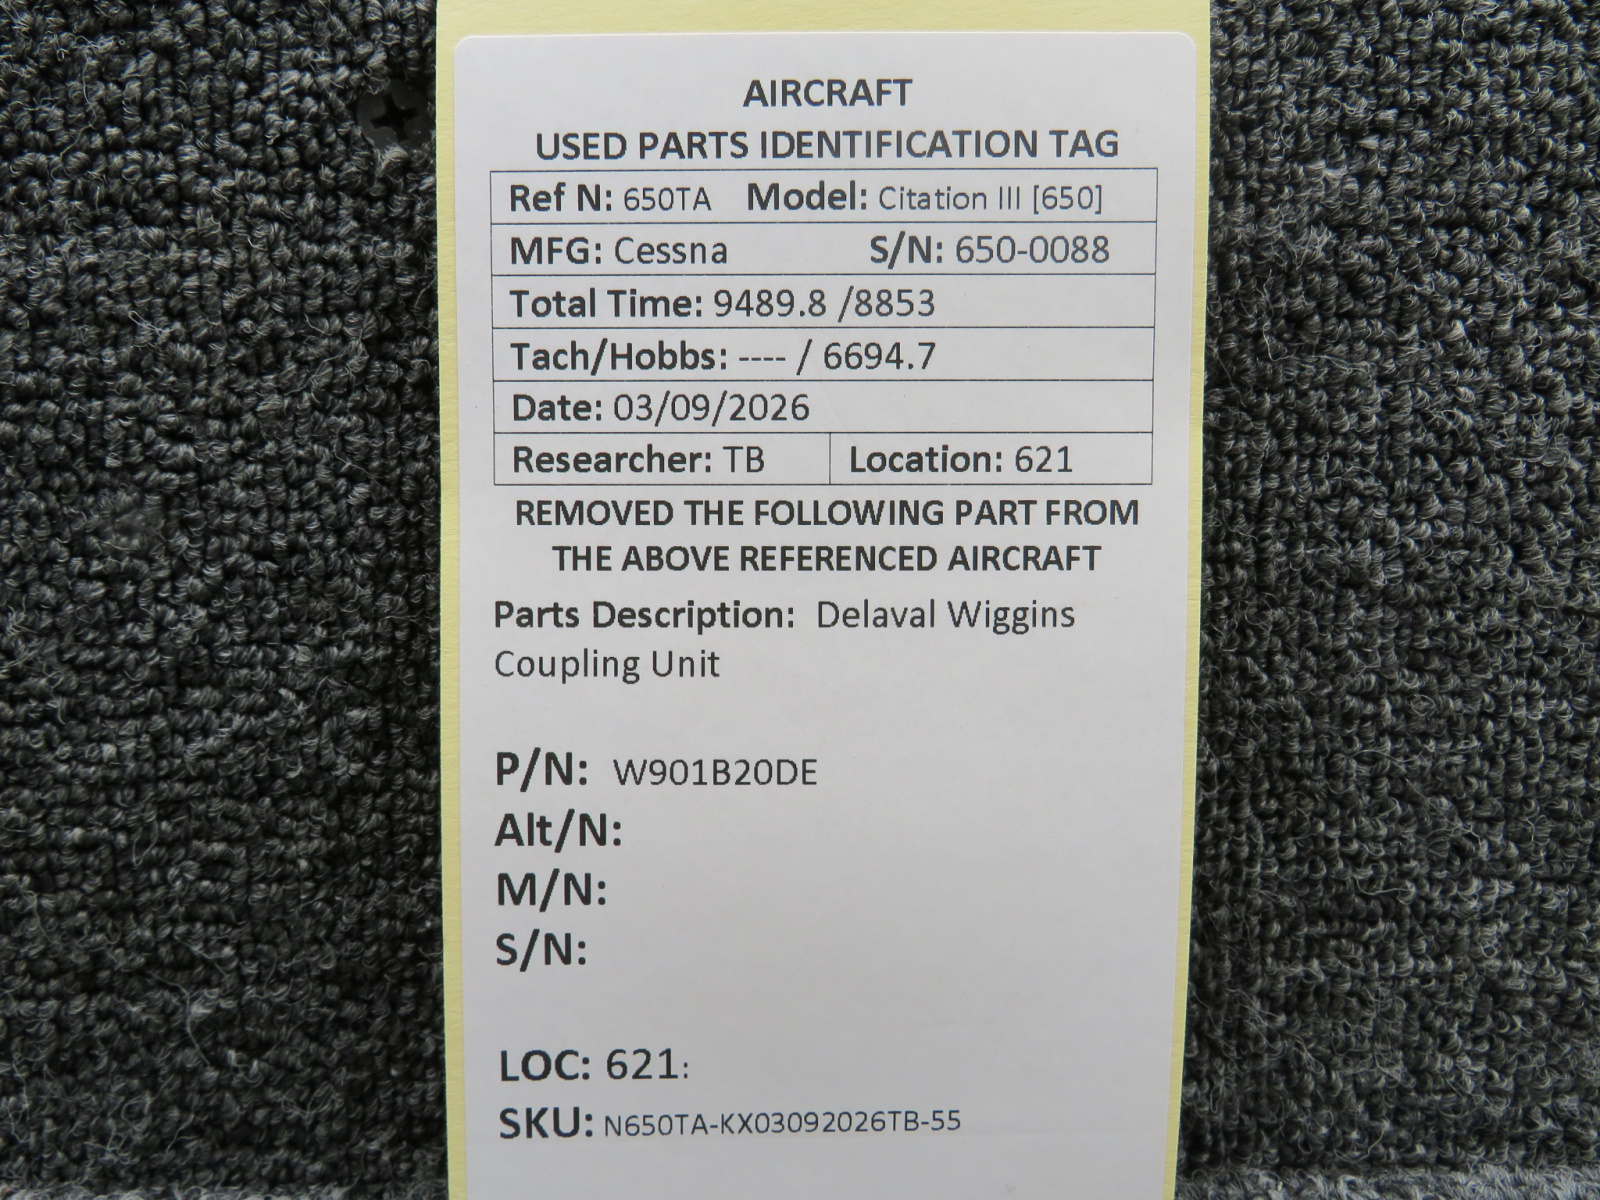 AIRCRAFT
USED PARTS IDENTIFICATION TAG
Ref N: 650TA Model: Citation III [650]
MFG: Cessna S/N: 650-0088
Total Time: 9489.8 /8853
Tach/Hobbs: ---- / 6694.7
Date: 03/09/2026
Researcher: TB Location: 621
REMOVED THE FOLLOWING PART FROM
THE ABOVE REFERENCED AIRCRAFT
Parts Description: Delaval Wiggins
Coupling Unit
P/N: W901B20DE
Alt/N:
M/N:
S/N:
LOC: 621:
SKU: N650TA-KX03092026TB-55